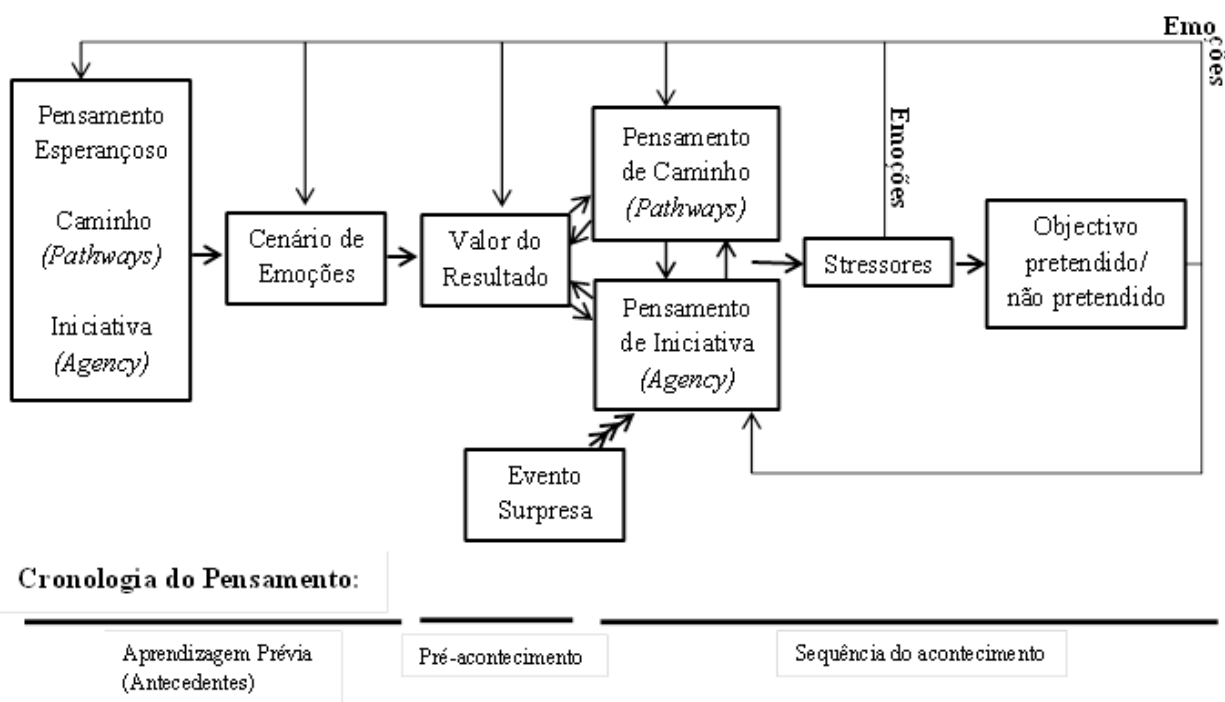 Emoções
Pensamento
Esperançoso
Caminho
(Pathways)
Iniciativa
(Agency)
Cenário de
Emoções
Valor do
Resultado
Pensamento
de Caminho
(Pathways)
Pensamento
de Iniciativa
(Agency)
Evento
Surpresa
Emoções
Stressores
Objectivo
pretendido/
não pretendido
Cronologia do Pensamento:
Aprendizagem Prévia
(Antecedentes)
Pré-acontecimento
Sequência do acontecimento